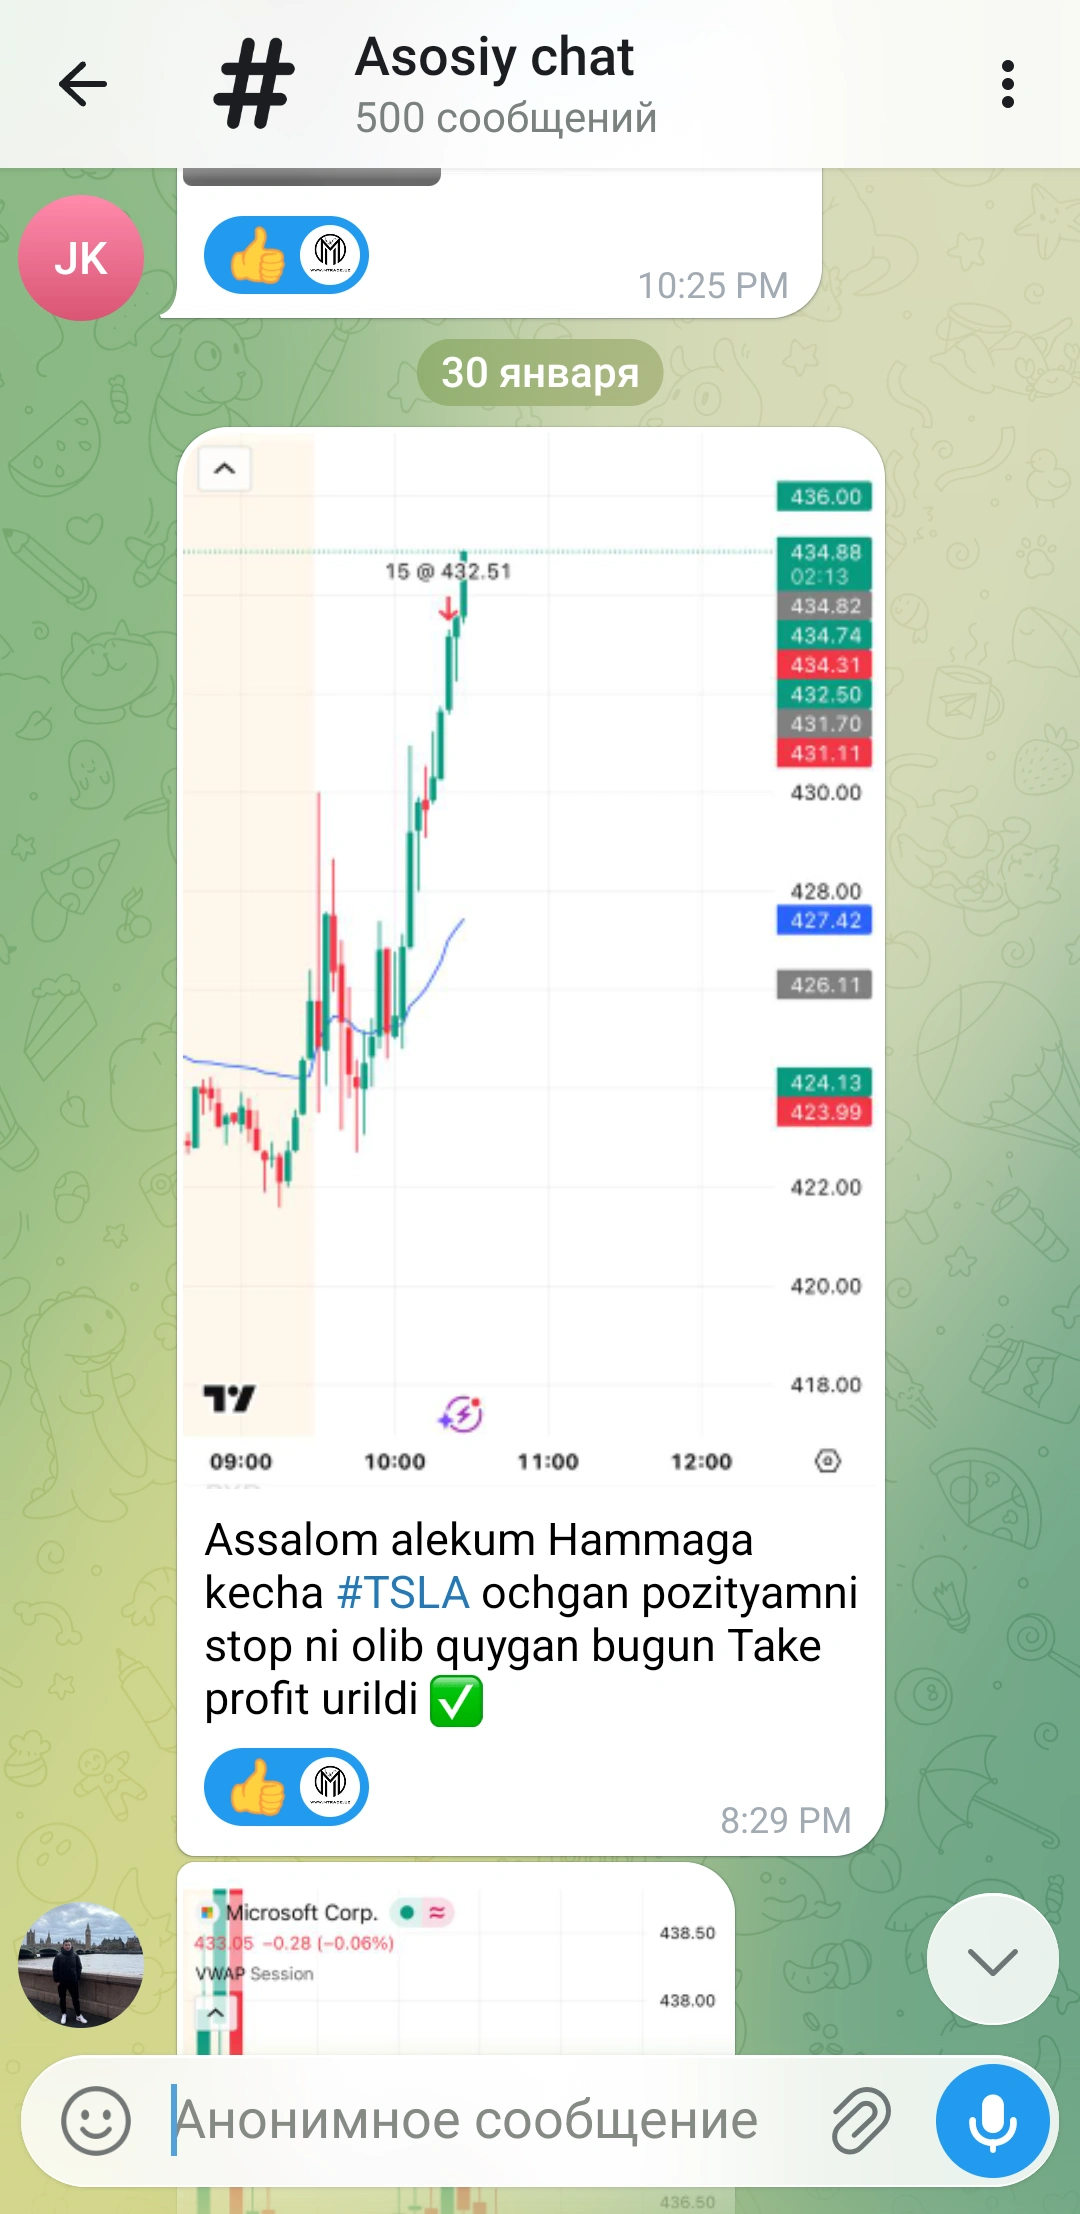 Asosiy chat
500 сообщений
JK
10:25 PM
30 января
436.00
434.88
15 @ 432.51
02:13
434.82
434.74
434.31
432.50
431.70
431.11
430.00
428.00
427.42
426.11
424.13
423.99
422.00
420.00
418.00
09:00 10:00 11:00 12:00
Assalom alekum Hammaga
kecha #TSLA ochgan pozityamni
stop ni olib quygan bugun Take
profit urildi ✅
8:29 PM
Microsoft Corp.
438.50
433.05 −0.28 (−0.06%)
VWAP Session
438.00
Анонимное сообщение
436.50